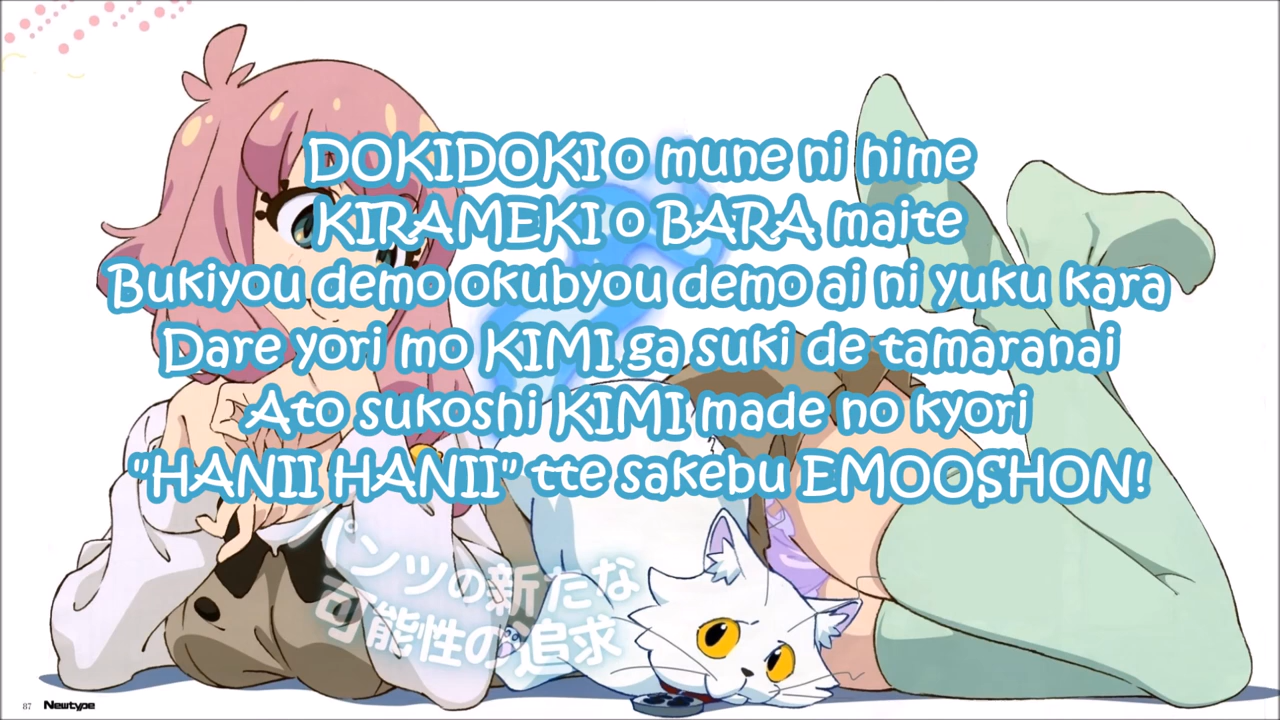 DOKIDOKI o mune ni hime
KIRAMEKI o BARA maite
Bukiyou demo okubyou demo ai ni yuku kara
Dare yori mo KIMI ga suki de tamaranai
Ato sukoshi KIMI made no kyori
"HANII HANII" tte sakebu EMOOSHON!
パンツの新たな
可能性の追求
87 Newtype